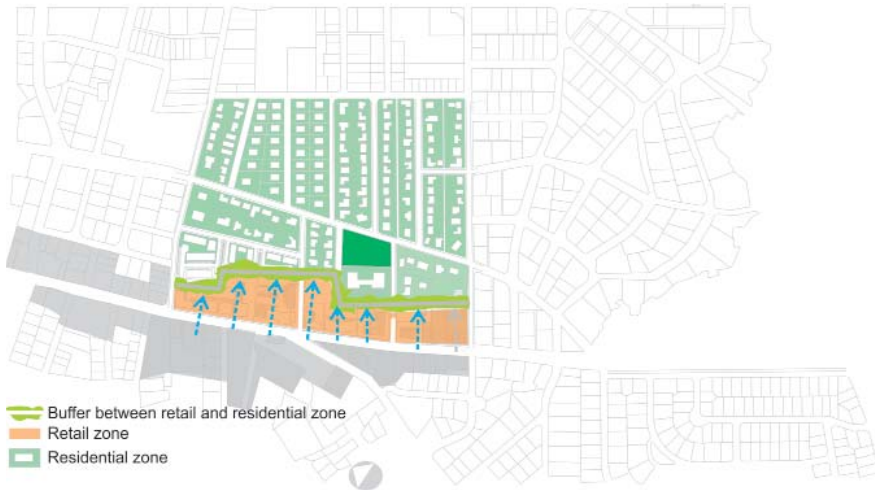 Buffer between retail and residential zone
Retail zone
Residential zone